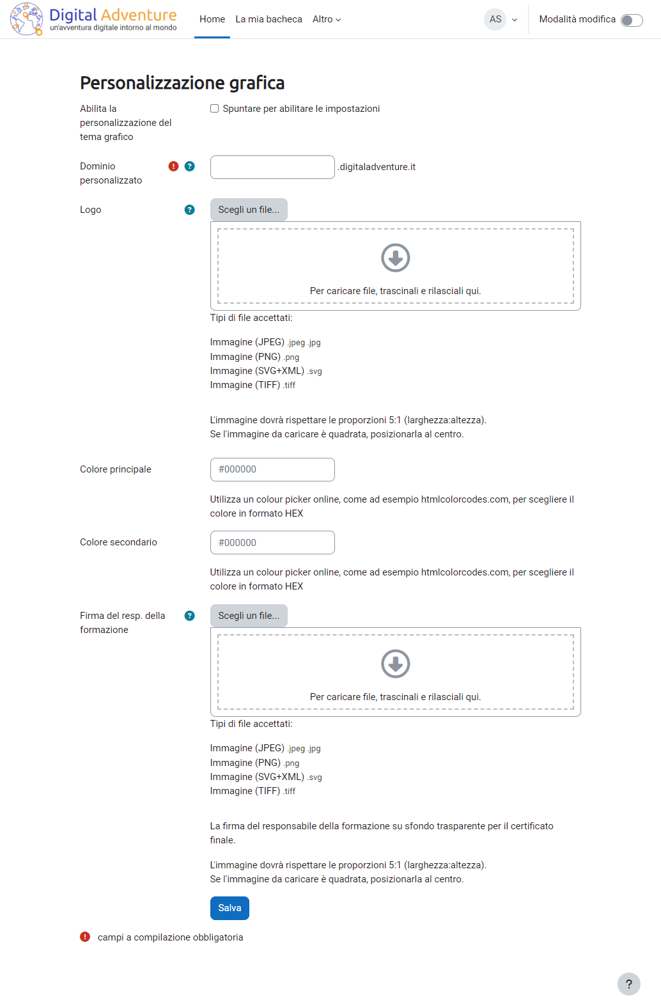 Digital Adventure
un'avventura digitale intorno al mondo
Home
La mia bacheca
Altro
AS
Modalità modifica
Personalizzazione grafica
Abilita la
personalizzazione del
tema grafico
Spuntare per abilitare le impostazioni
Dominio
personalizzato
.digitaladventure.it
Logo
Scegli un file...
Per caricare file, trascinali e rilasciali qui.
Tipi di file accettati:
Immagine (JPEG) .jpeg .jpg
Immagine (PNG) .png
Immagine (SVG+XML) .svg
Immagine (TIFF) .tiff
L'immagine dovrà rispettare le proporzioni 5:1 (larghezza:altezza).
Se l'immagine da caricare è quadrata, posizionarla al centro.
Colore principale
#000000
Utilizza un colour picker online, come ad esempio htmlcolorcodes.com, per scegliere il
colore in formato HEX
Colore secondario
#000000
Utilizza un colour picker online, come ad esempio htmlcolorcodes.com, per scegliere il
colore in formato HEX
Firma del resp. della
formazione
Scegli un file...
Per caricare file, trascinali e rilasciali qui.
Tipi di file accettati:
Immagine (JPEG) .jpeg .jpg
Immagine (PNG) .png
Immagine (SVG+XML) .svg
Immagine (TIFF) .tiff
La firma del responsabile della formazione su sfondo trasparente per il certificato
finale.
L'immagine dovrà rispettare le proporzioni 5:1 (larghezza:altezza).
Se l'immagine da caricare è quadrata, posizionarla al centro.
Salva
campi a compilazione obbligatoria
?